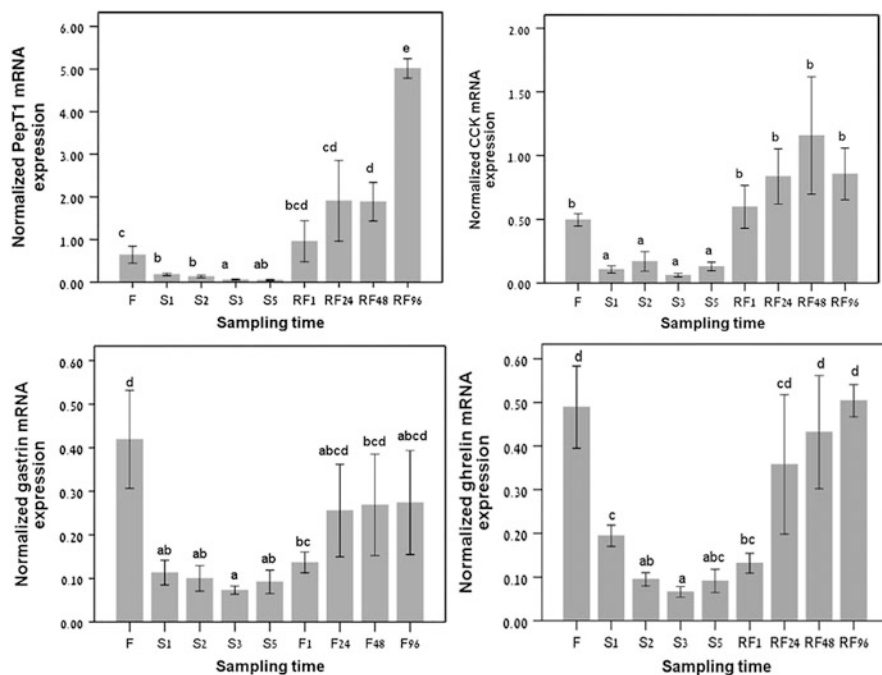 Normalized PepT1 mRNA
expression
6.00
5.00
4.00
3.00
2.00
1.00
0.00
c b b a ab bcd cd d e
F S1 S2 S3 S5 RF1 RF24 RF48 RF96
Sampling time
Normalized CCK mRNA
expression
2.00
1.50
1.00
0.50
0.00
b a a a a b b b b
F S1 S2 S3 S5 RF1 RF24 RF48 RF96
Sampling time
Normalized gastrin mRNA
expression
0.60
0.50
0.40
0.30
0.20
0.10
0.00
d ab ab a ab bc abcd bcd abcd
F S1 S2 S3 S5 F1 F24 F48 F96
Sampling time
Normalized ghrelin mRNA
expression
0.60
0.50
0.40
0.30
0.20
0.10
0.00
d c ab a abc bc cd d d
F S1 S2 S3 S5 RF1 RF24 RF48 RF96
Sampling time